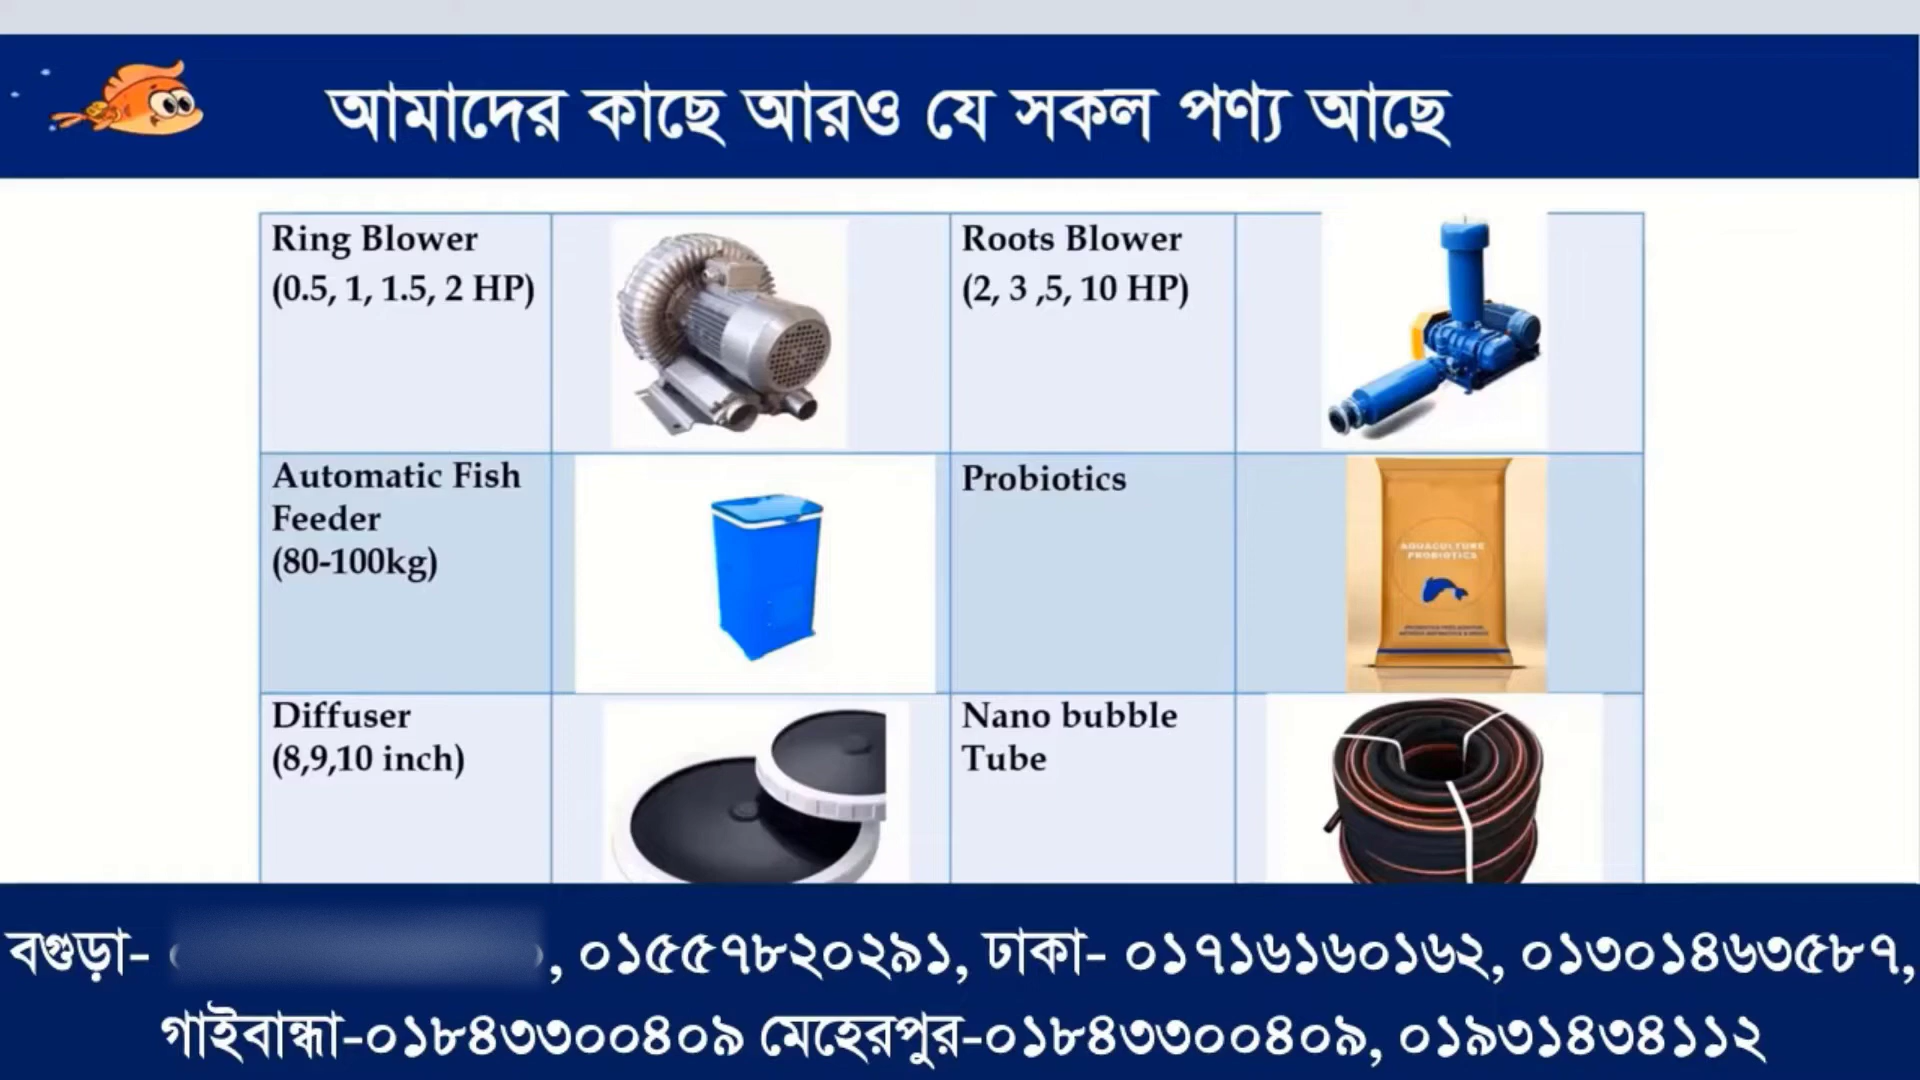 আমাদের কাছে আরও যে সকল পণ্য আছে
Ring Blower
(0.5, 1, 1.5, 2 HP)
Roots Blower
(2, 3 ,5, 10 HP)
Automatic Fish
Feeder
(80-100kg)
Probiotics
AQUACULTURE
PROBIOTICS
Diffuser
(8,9,10 inch)
Nano bubble
Tube
বগুড়া- , ০১৫৫৭৮২০২৯১, ঢাকা- ০১৭১৬১৬০১৬২, ০১৩০১৪৬৩৫৮৭,
গাইবান্ধা-০১৮৪৩৩০০৪০৯ মেহেরপুর-০১৮৪৩৩০০৪০৯, ০১৯৩১৪৩৪১১২